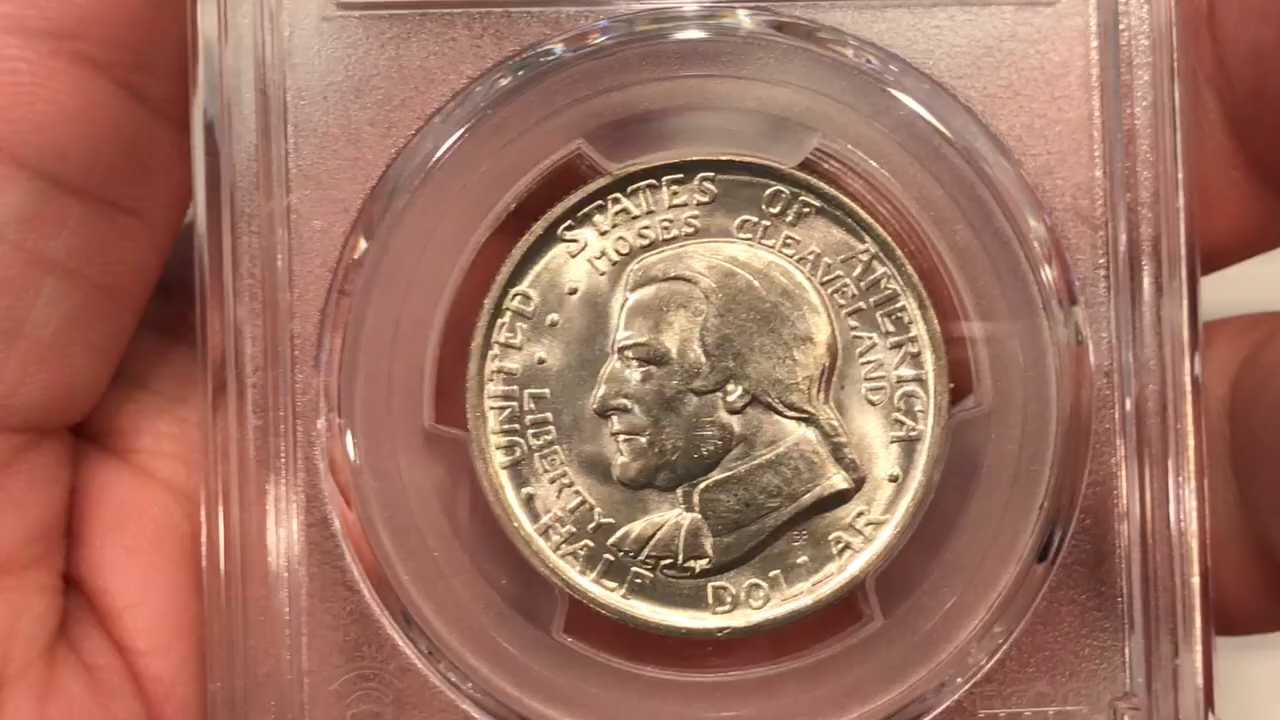 UNITED STATES OF AMERICA
MOSES CLEAVELAND
LIBERTY
HALF DOLLAR